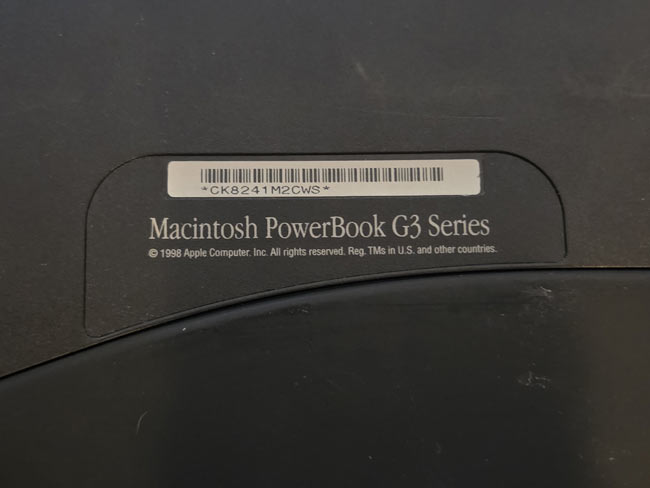 *CK8241M2CWS*
Macintosh PowerBook G3 Series
© 1998 Apple Computer, Inc. All rights reserved. Reg. TMs in U.S. and other countries.